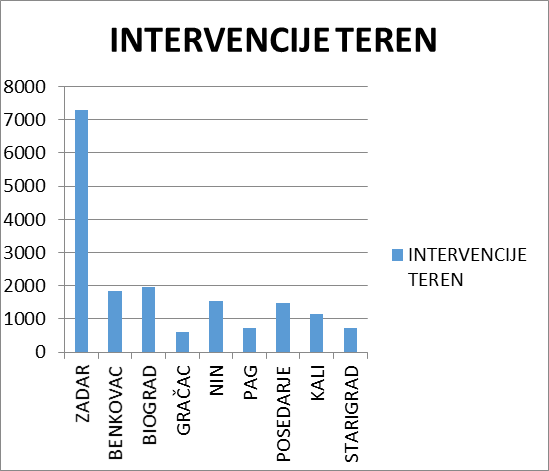 INTERVENCIJE TEREN
8000
7000
6000
5000
4000
3000
2000
1000
0
ZADAR
BENKOVAC
BIOGRAD
GRAČAC
NIN
PAG
POSEDARJE
KALI
STARIGRAD
INTERVENCIJE
TEREN